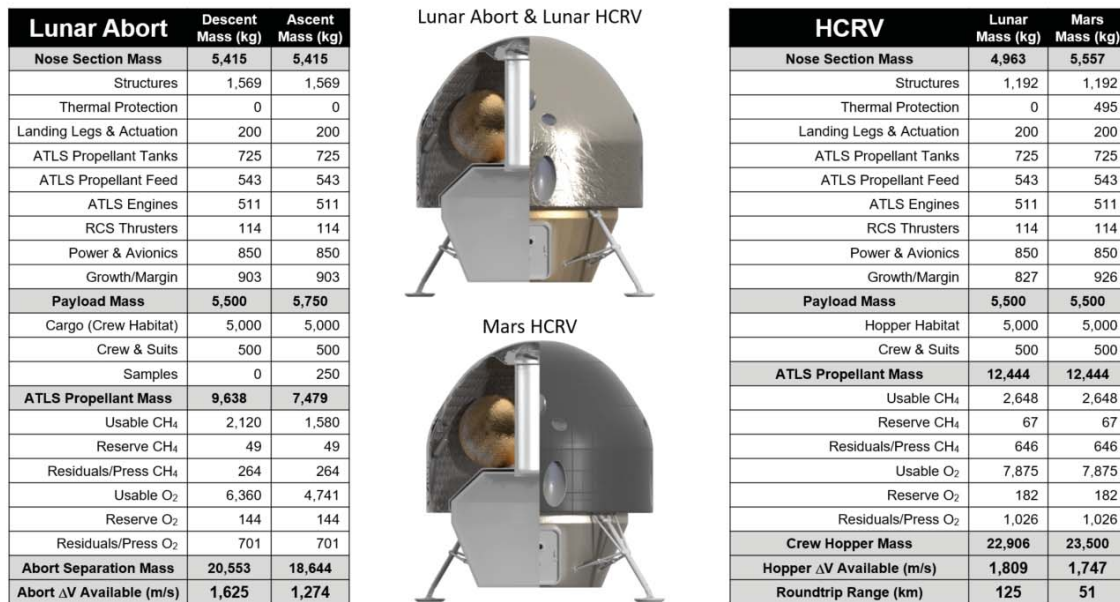 Lunar Abort Descent Mass (kg) Ascent Mass (kg)
Nose Section Mass 5,415 5,415
Structures 1,569 1,569
Thermal Protection 0 0
Landing Legs & Actuation 200 200
ATLS Propellant Tanks 725 725
ATLS Propellant Feed 543 543
ATLS Engines 511 511
RCS Thrusters 114 114
Power & Avionics 850 850
Growth/Margin 903 903
Payload Mass 5,500 5,750
Cargo (Crew Habitat) 5,000 5,000
Crew & Suits 500 500
Samples 0 250
ATLS Propellant Mass 9,638 7,479
Usable CH₄ 2,120 1,580
Reserve CH₄ 49 49
Residuals/Press CH₄ 264 264
Usable O₂ 6,360 4,741
Reserve O₂ 144 144
Residuals/Press O₂ 701 701
Abort Separation Mass 20,553 18,644
Abort ΔV Available (m/s) 1,625 1,274
Lunar Abort & Lunar HCRV
Mars HCRV
HCRV Lunar Mass (kg) Mars Mass (kg)
Nose Section Mass 4,963 5,557
Structures 1,192 1,192
Thermal Protection 0 495
Landing Legs & Actuation 200 200
ATLS Propellant Tanks 725 725
ATLS Propellant Feed 543 543
ATLS Engines 511 511
RCS Thrusters 114 114
Power & Avionics 850 850
Growth/Margin 827 926
Payload Mass 5,500 5,500
Hopper Habitat 5,000 5,000
Crew & Suits 500 500
ATLS Propellant Mass 12,444 12,444
Usable CH₄ 2,648 2,648
Reserve CH₄ 67 67
Residuals/Press CH₄ 646 646
Usable O₂ 7,875 7,875
Reserve O₂ 182 182
Residuals/Press O₂ 1,026 1,026
Crew Hopper Mass 22,906 23,500
Hopper ΔV Available (m/s) 1,809 1,747
Roundtrip Range (km) 125 51